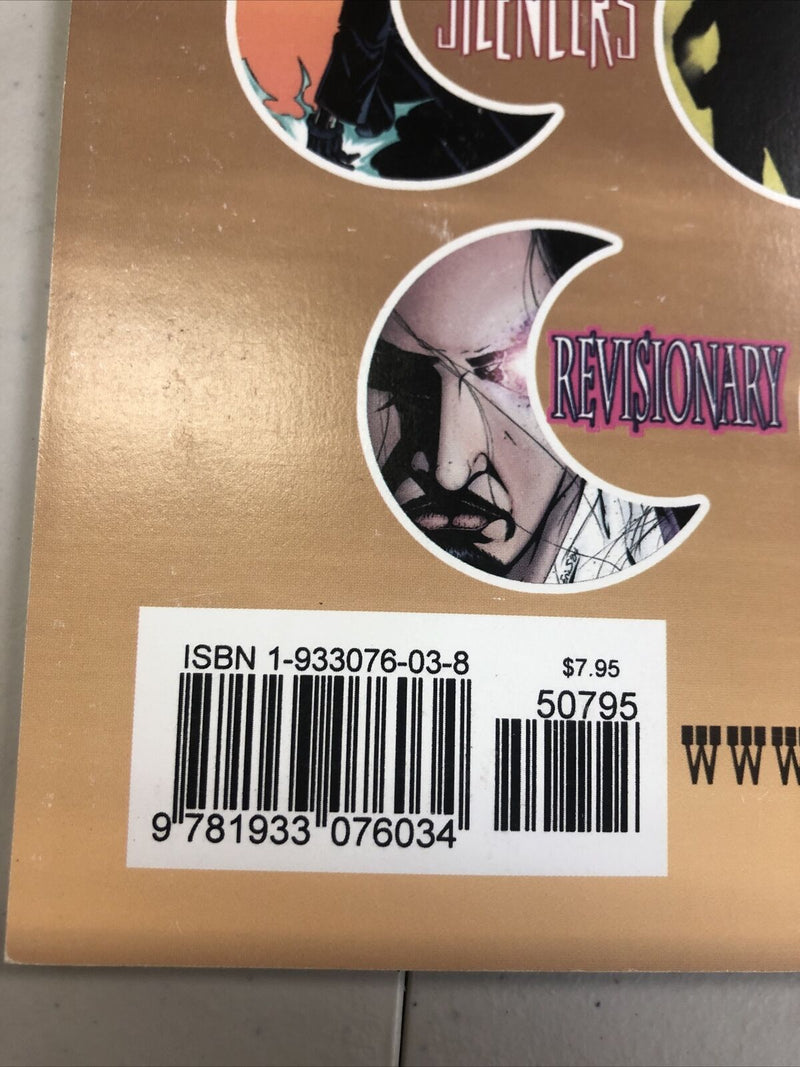 SILENCERS
REVISIONARY
ISBN 1-933076-03-8
$7.95
50795
WWW
9 781933 076034